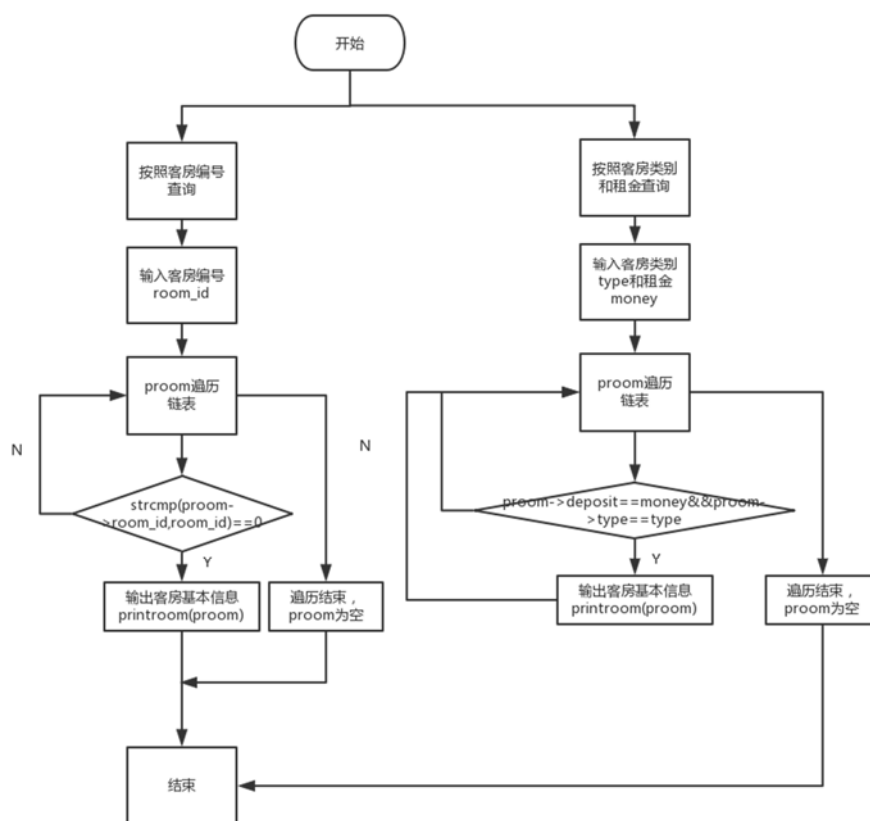 开始
按照客房编号
查询
输入客房编号
room_id
proom遍历
链表
N
strcmp(proom-
>room_id,room_id)==0
Y
输出客房基本信息
printroom(proom)
遍历结束，
proom为空
按照客房类别
和租金查询
输入客房类别
type和租金
money
proom遍历
链表
N
proom->deposit==money&&proom-
>type==type
Y
输出客房基本信息
printroom(proom)
遍历结束，
proom为空
结束